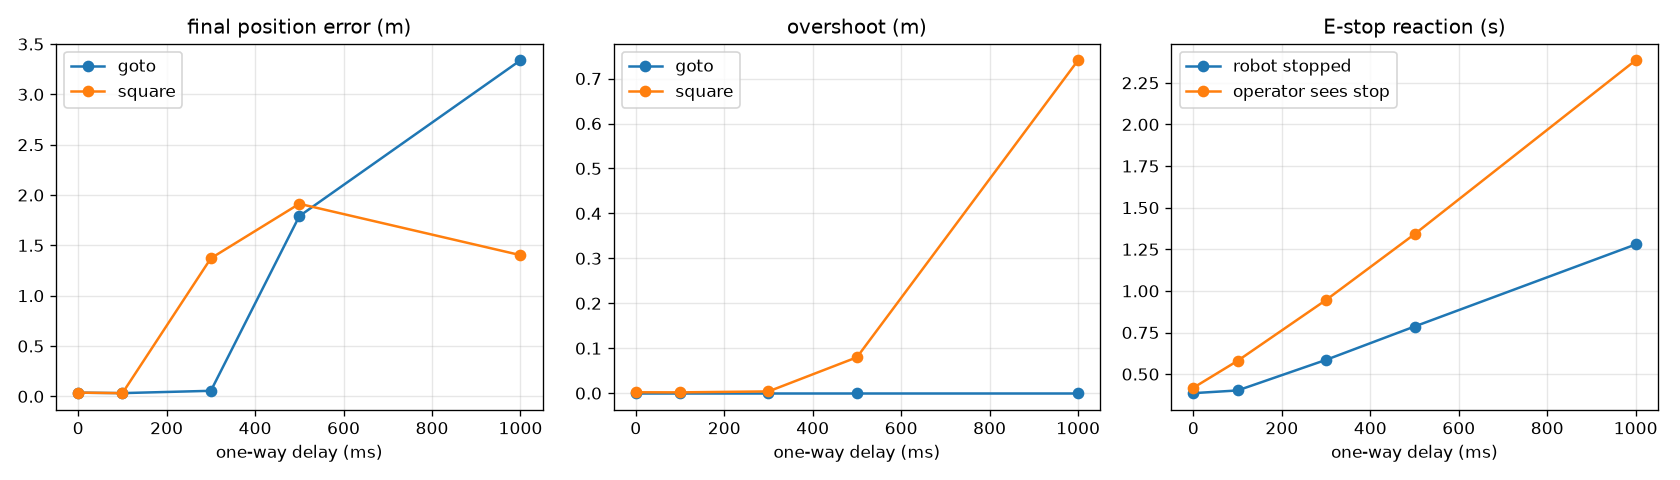 final position error (m)
goto
square
3.5
3.0
2.5
2.0
1.5
1.0
0.5
0.0
0 200 400 600 800 1000
one-way delay (ms)
overshoot (m)
goto
square
0.7
0.6
0.5
0.4
0.3
0.2
0.1
0.0
0 200 400 600 800 1000
one-way delay (ms)
E-stop reaction (s)
robot stopped
operator sees stop
2.25
2.00
1.75
1.50
1.25
1.00
0.75
0.50
0 200 400 600 800 1000
one-way delay (ms)